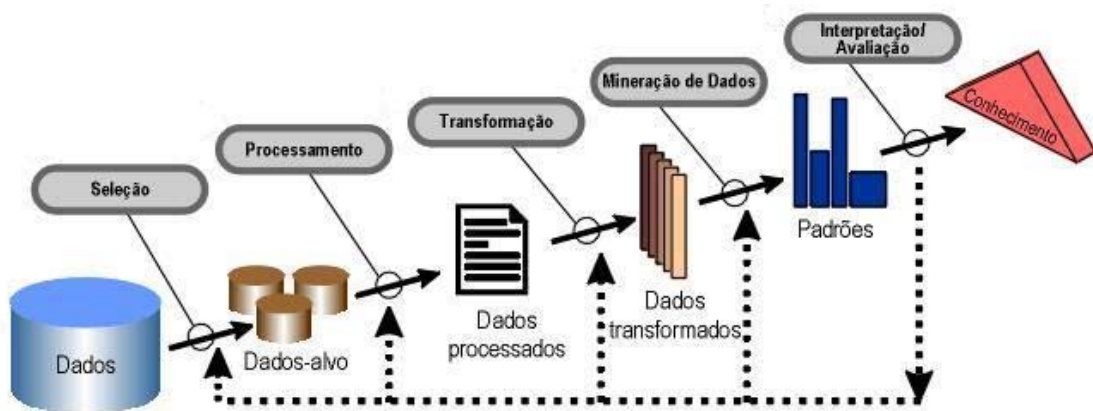 Interpretação/
Avaliação
Mineração de Dados
Conhecimento
Transformação
Processamento
Padrões
Seleção
Dados
transformados
Dados
processados
Dados-alvo
Dados